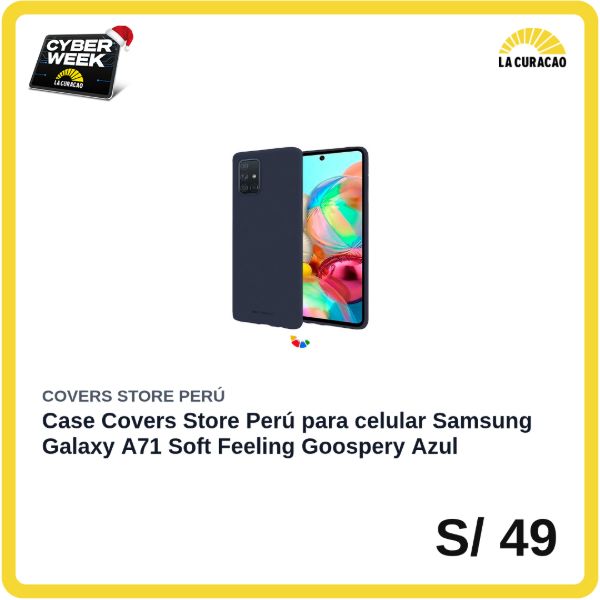 CYBER
WEEK
LA CURACAO
LA CURACAO
COVERS STORE PERÚ
Case Covers Store Perú para celular Samsung
Galaxy A71 Soft Feeling Goospery Azul
S/ 49